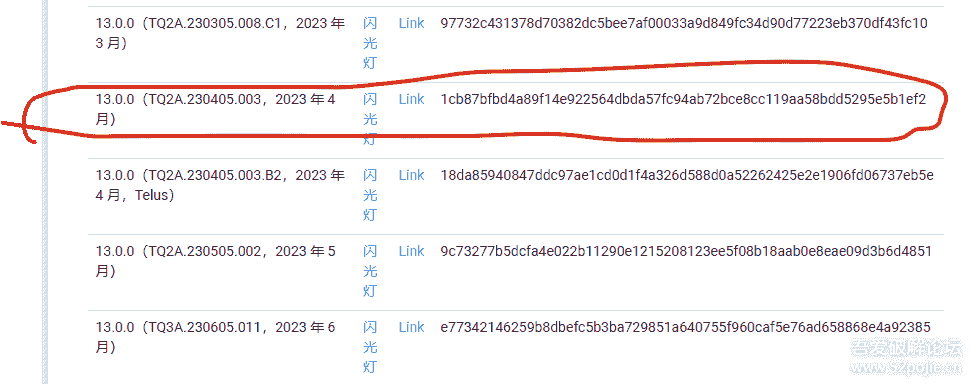 13.0.0（TQ2A.230305.008.C1，2023 年 闪 Link 97732c431378d70382dc5bee7af00033a9d849fc34d90d77223eb370df43fc10
3 月） 光
灯
13.0.0（TQ2A.230405.003，2023 年 4 闪 Link 1cb87bfbd4a89f14e922564dbda57fc94ab72bce8cc119aa58bdd5295e5b1ef2
月） 光
灯
13.0.0（TQ2A.230405.003.B2，2023 年 闪 Link 18da85940847ddc97ae1cd0d1f4a326d588d0a52262425e2e1906fd06737eb5e
4 月，Telus） 光
灯
13.0.0（TQ2A.230505.002，2023 年 5 闪 Link 9c73277b5dcfa4e022b11290e1215208123ee5f08b18aab0e8eae09d3b6d4851
月） 光
灯
13.0.0（TQ3A.230605.011，2023 年 6 闪 Link e77342146259b8dbefc5b3ba729851a640755f960caf5e76ad658868e4a92385
月） 光
灯
吾爱破解论坛
www.52pojie.cn